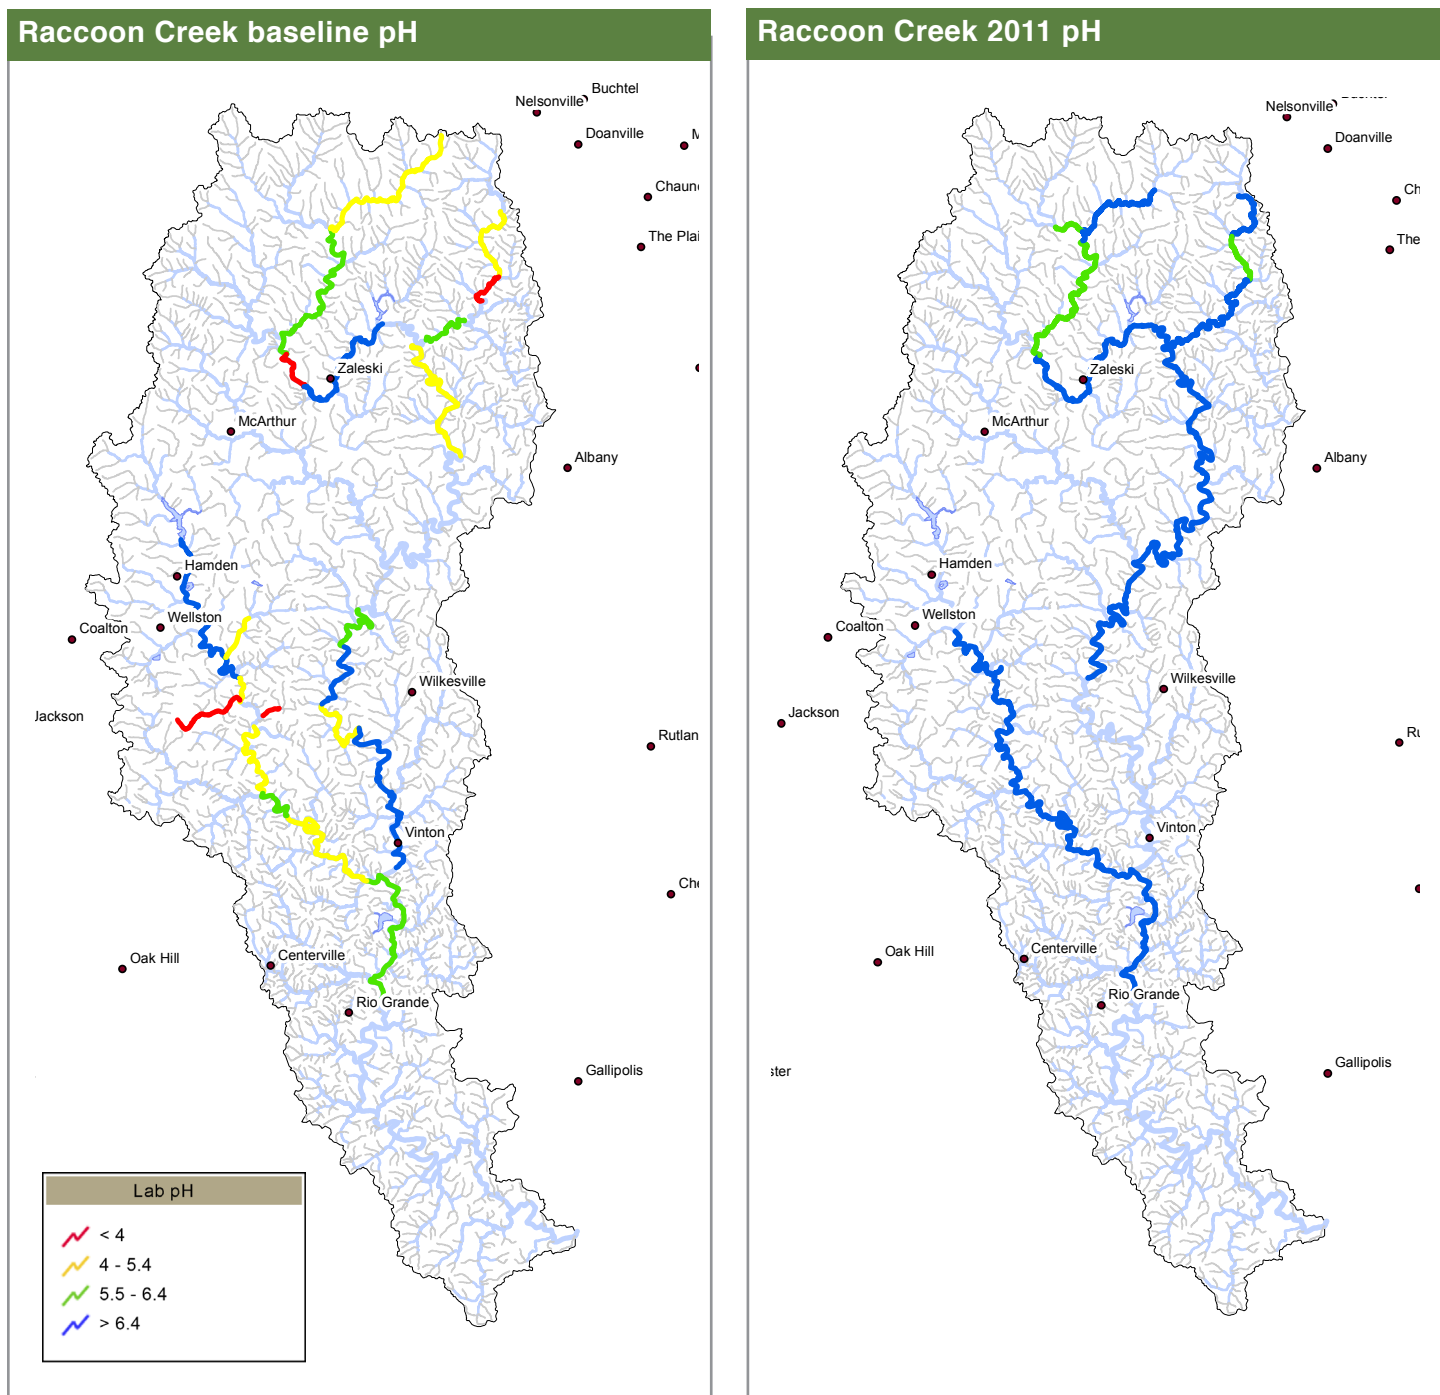 Raccoon Creek baseline pH
Buchtel
Nelsonville
Doanville
M
Chaun
The Plai
Zaleski
McArthur
Albany
Hamden
Wellston
Coalton
Wilkesville
Jackson
Rutlan
Vinton
Che
Centerville
Oak Hill
Rio Grande
Gallipolis
Lab pH
< 4
4 - 5.4
5.5 - 6.4
> 6.4
Raccoon Creek 2011 pH
Nelsonville
Doanville
Ch
The
Zaleski
McArthur
Albany
Hamden
Wellston
Coalton
Wilkesville
Jackson
Ru
Vinton
Centerville
Oak Hill
Rio Grande
Gallipolis
ster